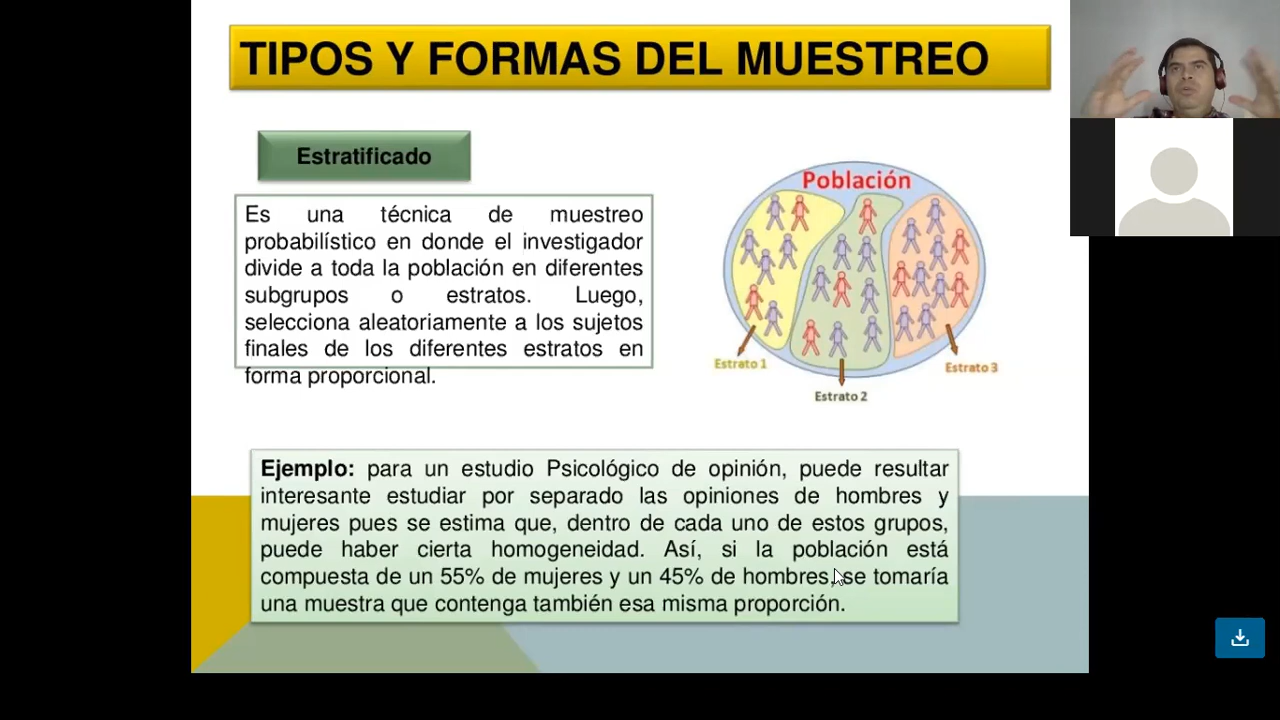 TIPOS Y FORMAS DEL MUESTREO
Estratificado
Es una técnica de muestreo
probabilístico en donde el investigador
divide a toda la población en diferentes
subgrupos o estratos. Luego,
selecciona aleatoriamente a los sujetos
finales de los diferentes estratos en
forma proporcional.
Población
Estrato 1
Estrato 2
Estrato 3
Ejemplo: para un estudio Psicológico de opinión, puede resultar
interesante estudiar por separado las opiniones de hombres y
mujeres pues se estima que, dentro de cada uno de estos grupos,
puede haber cierta homogeneidad. Así, si la población está
compuesta de un 55% de mujeres y un 45% de hombres, se tomaría
una muestra que contenga también esa misma proporción.